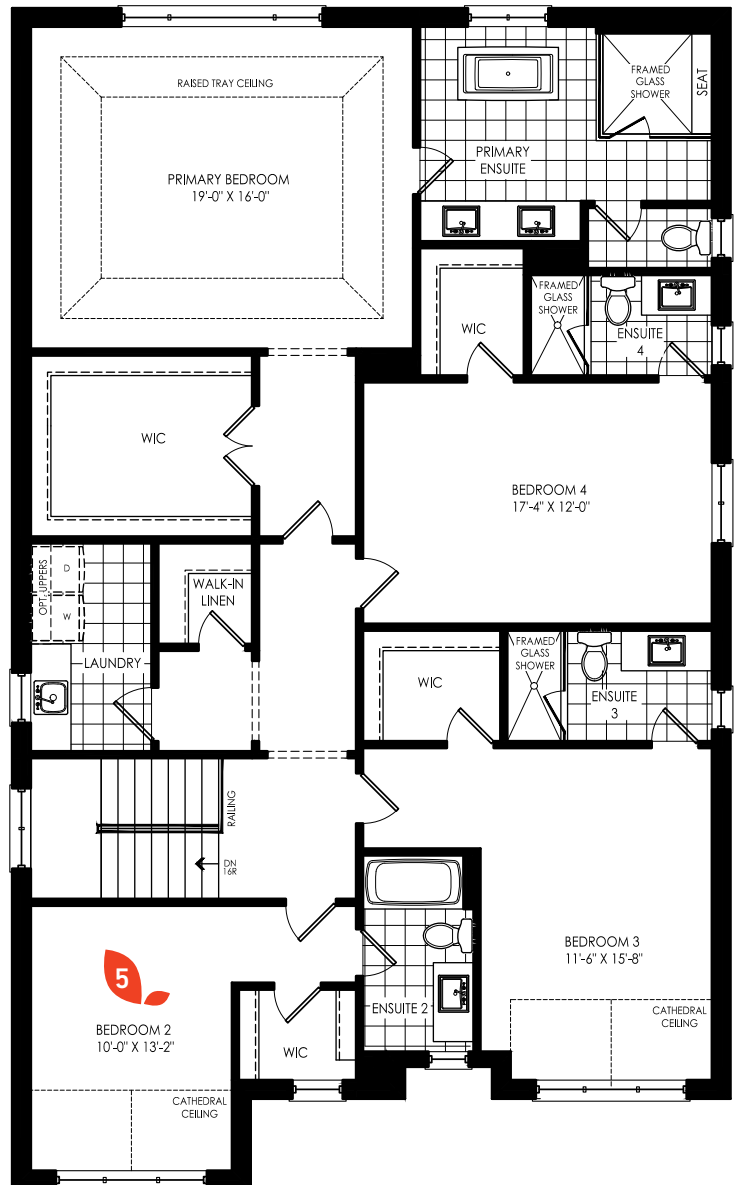 RAISED TRAY CEILING
PRIMARY BEDROOM
19'-0" X 16'-0"
FRAMED
GLASS
SHOWER
SEAT
PRIMARY
ENSUITE
WIC
FRAMED
GLASS
SHOWER
ENSUITE
4
WIC
BEDROOM 4
17'-4" X 12'-0"
OPT. UPPERS
D
W
WALK-IN
LINEN
LAUNDRY
WIC
FRAMED
GLASS
SHOWER
ENSUITE
3
RAILING
DN
16R
BEDROOM 3
11'-6" X 15'-8"
CATHEDRAL
CEILING
5
BEDROOM 2
10'-0" X 13'-2"
ENSUITE 2
WIC
CATHEDRAL
CEILING